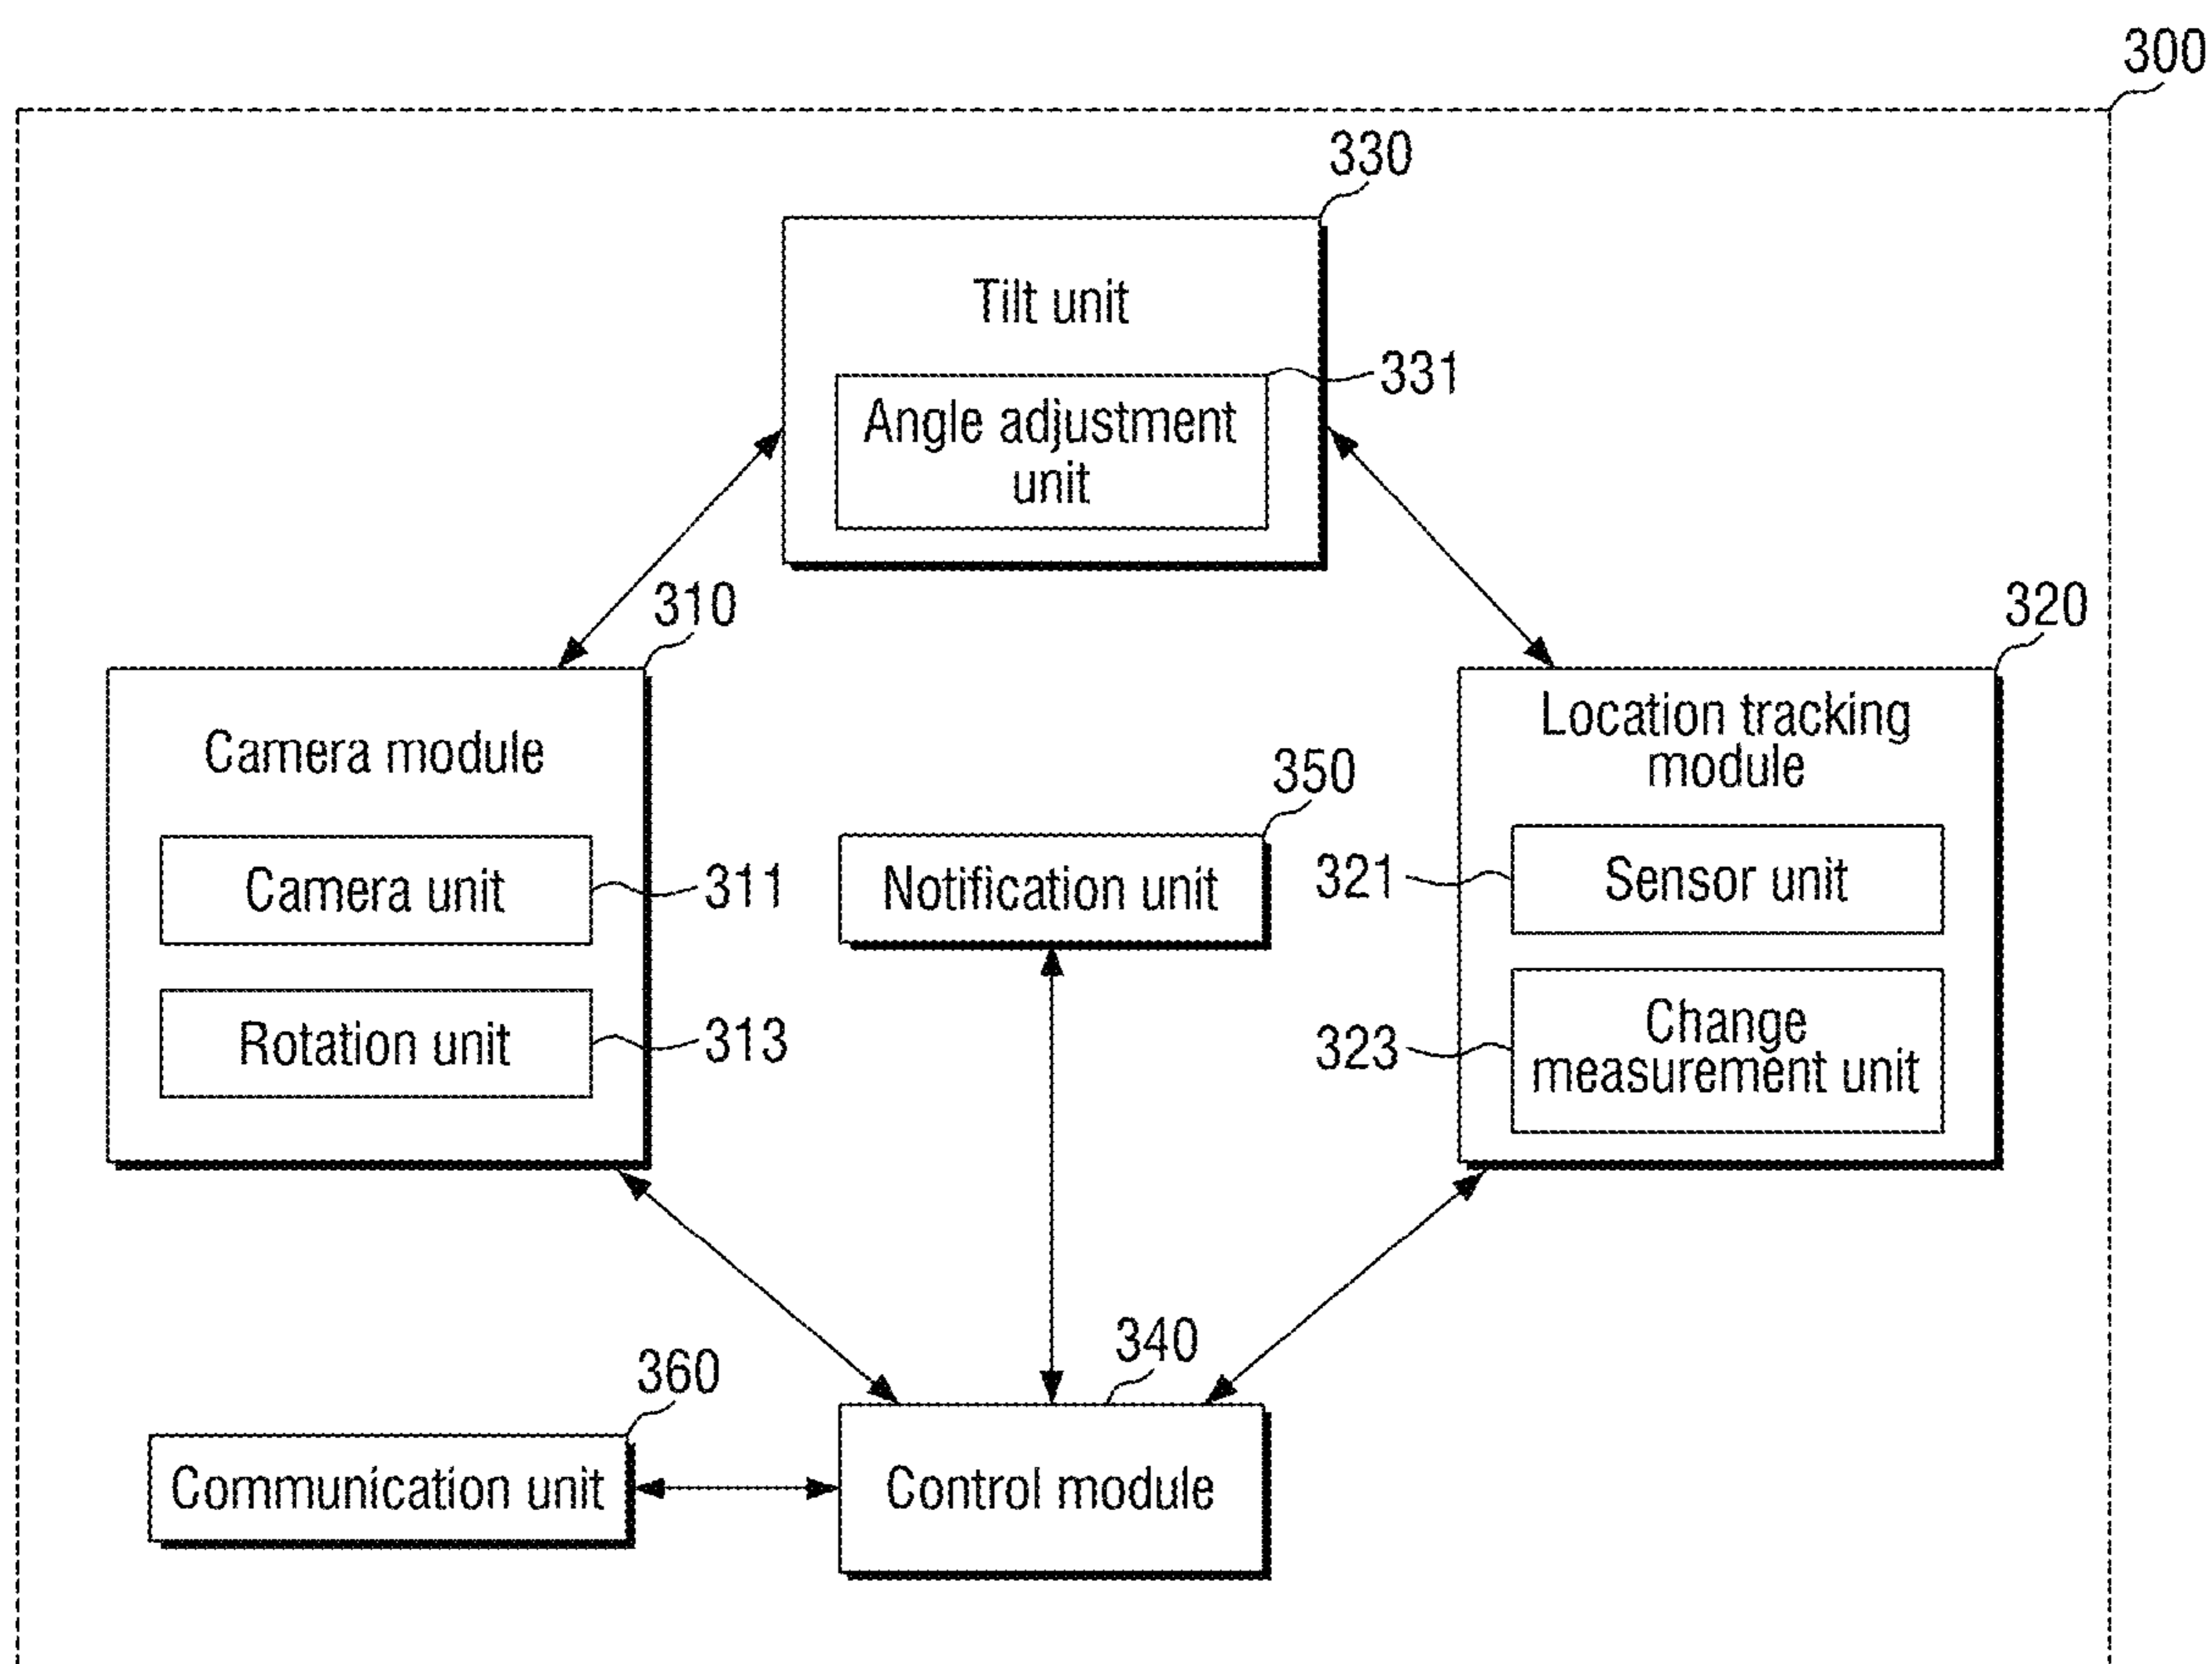 300
330
Tilt unit
331
Angle adjustment
unit
310
320
Camera module
Location tracking
module
350
Camera unit
311
Notification unit
321
Sensor unit
Rotation unit
313
323
Change
measurement unit
340
360
Communication unit
Control module